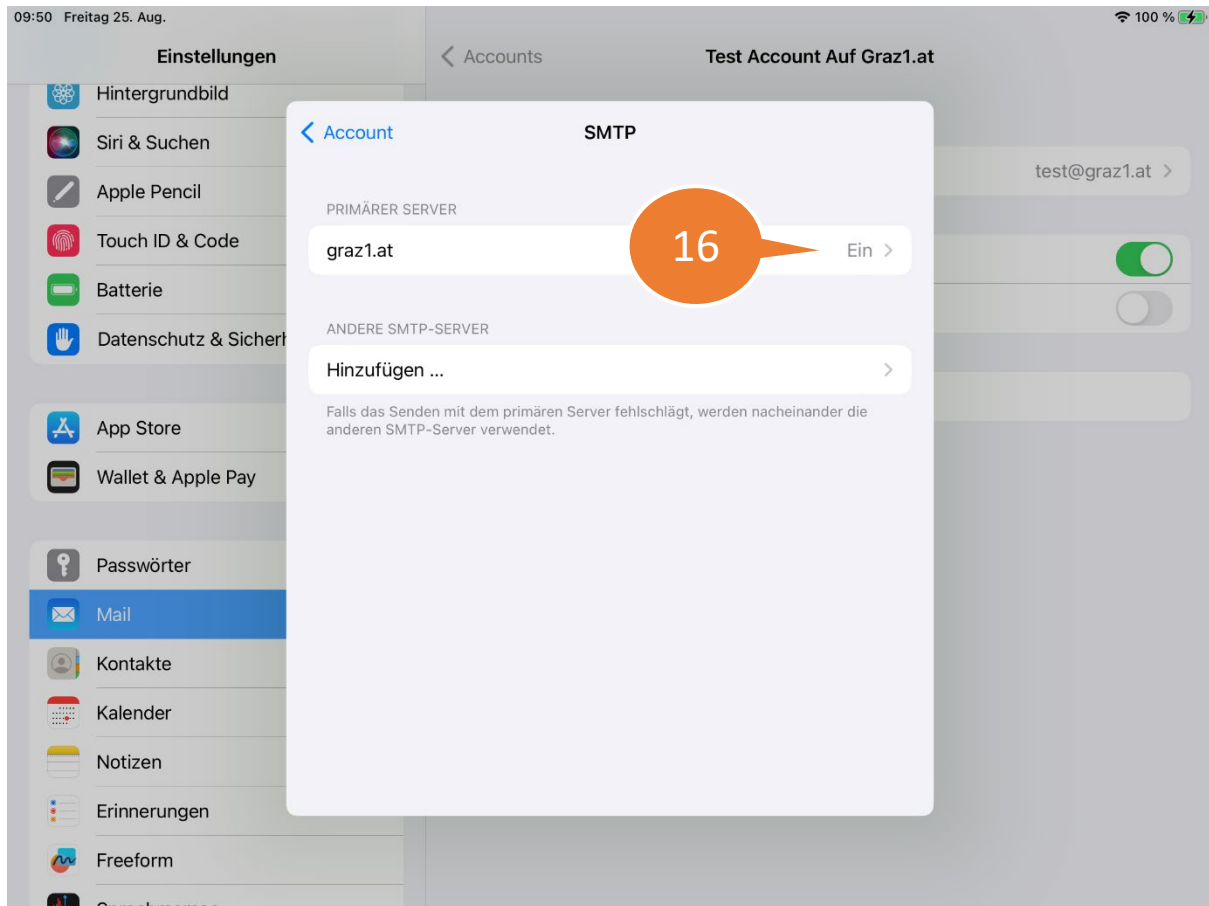 09:50 Freitag 25. Aug.
100 %
Einstellungen
Accounts
Test Account Auf Graz1.at
Hintergrundbild
Siri & Suchen
Apple Pencil
Touch ID & Code
Batterie
Datenschutz & Sicherh
App Store
Wallet & Apple Pay
Passwörter
Mail
Kontakte
Kalender
Notizen
Erinnerungen
Freeform
Account
SMTP
PRIMÄRER SERVER
graz1.at
16
Ein
ANDERE SMTP-SERVER
Hinzufügen ...
Falls das Senden mit dem primären Server fehlschlägt, werden nacheinander die
anderen SMTP-Server verwendet.
test@graz1.at